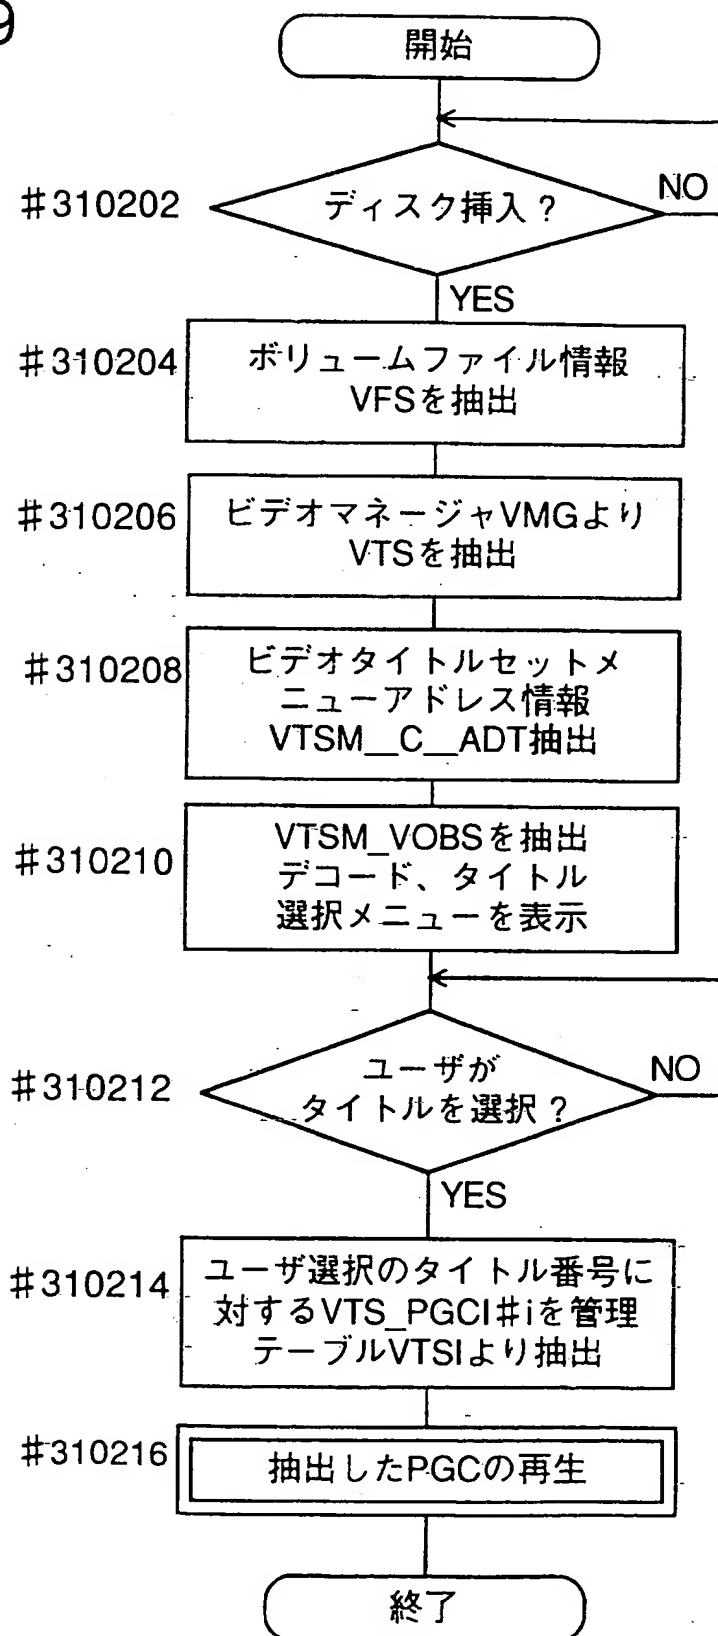 9
開始
#310202
ディスク挿入?
NO
YES
#310204
ボリュームファイル情報
VFSを抽出
#310206
ビデオマネージャVMGより
VTSを抽出
#310208
ビデオタイトルセットメ
ニューアドレス情報
VTSM__C__ADT抽出
#310210
VTSM_VOBSを抽出
デコード、タイトル
選択メニューを表示
#310212
ユーザが
タイトルを選択?
NO
YES
#310214
ユーザ選択のタイトル番号に
対するVTS_PGCI#iを管理
テーブルVTSIより抽出
#310216
抽出したPGCの再生
終了